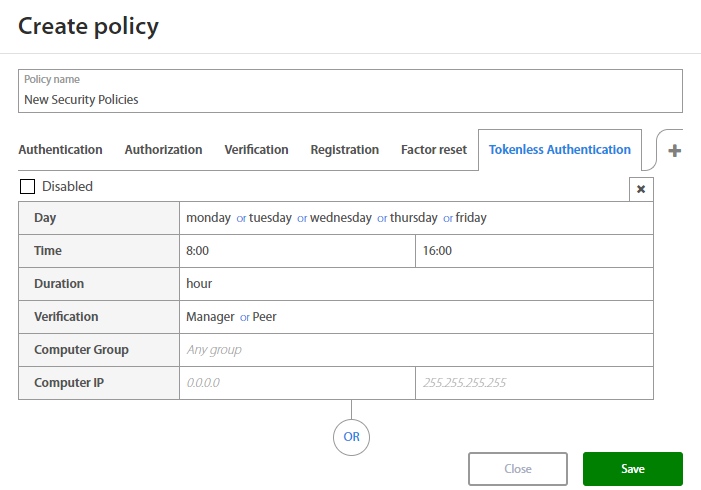 Create policy
Policy name
New Security Policies
Authentication Authorization Verification Registration Factor reset Tokenless Authentication +
Disabled ✖
Day monday or tuesday or wednesday or thursday or friday
Time 8:00 16:00
Duration hour
Verification Manager or Peer
Computer Group Any group
Computer IP 0.0.0.0 255.255.255.255
OR
Close Save